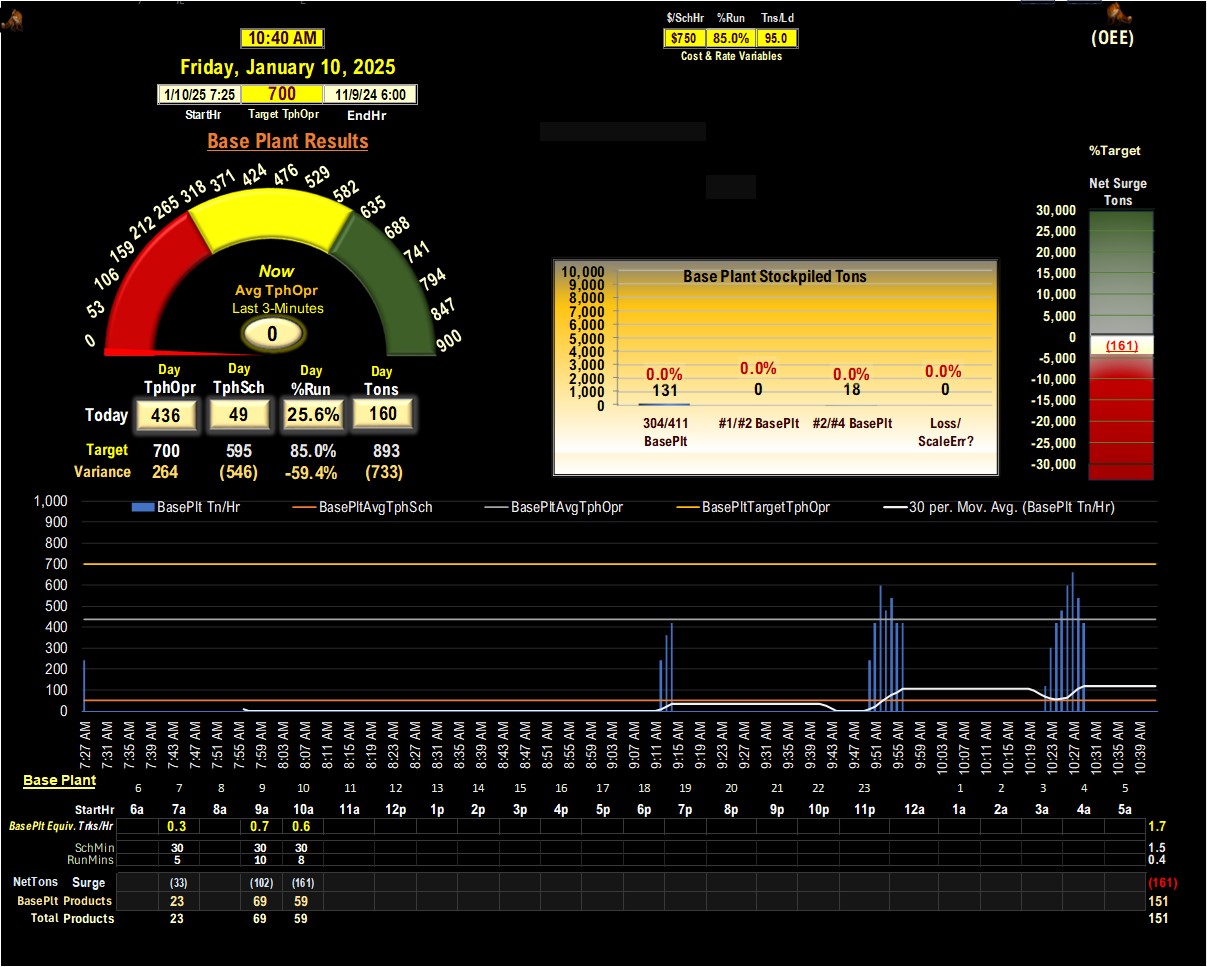 $/SchHr %Run Tns/Ld
10:40 AM
$750 85.0% 95.0
(OEE)
Cost & Rate Variables
Friday, January 10, 2025
1/10/25 7:25 700 11/9/24 6:00
StartHr Target TphOpr EndHr
Base Plant Results
0 53 106 159 212 265 318 371 424 476 529 582 635 688 741 794 847 900
Now
Avg TphOpr
Last 3-Minutes
0
Day Day Day Day
TphOpr TphSch %Run Tons
Today 436 49 25.6% 160
Target 700 595 85.0% 893
Variance 264 (546) -59.4% (733)
Base Plant Stockpiled Tons
10,000
9,000
8,000
7,000
6,000
5,000
4,000
3,000
2,000
1,000
0
0.0% 0.0% 0.0% 0.0%
131 0 18 0
304/411 BasePlt
#1/#2 BasePlt
#2/#4 BasePlt
Loss/ ScaleErr?
%Target
Net Surge
Tons
30,000
25,000
20,000
15,000
10,000
5,000
0
-5,000
-10,000
-15,000
-20,000
-25,000
-30,000
(161)
BasePlt Tn/Hr BasePltAvgTphSch BasePltAvgTphOpr BasePltTargetTphOpr 30 per. Mov. Avg. (BasePlt Tn/Hr)
1,000
900
800
700
600
500
400
300
200
100
0
7:27 AM 7:31 AM 7:35 AM 7:39 AM 7:43 AM 7:47 AM 7:51 AM 7:55 AM 7:59 AM 8:03 AM 8:07 AM 8:11 AM 8:15 AM 8:19 AM 8:23 AM 8:27 AM 8:31 AM 8:35 AM 8:39 AM 8:43 AM 8:47 AM 8:51 AM 8:55 AM 8:59 AM 9:03 AM 9:07 AM 9:11 AM 9:15 AM 9:19 AM 9:23 AM 9:27 AM 9:31 AM 9:35 AM 9:39 AM 9:43 AM 9:47 AM 9:51 AM 9:55 AM 9:59 AM 10:03 AM 10:07 AM 10:11 AM 10:15 AM 10:19 AM 10:23 AM 10:27 AM 10:31 AM 10:35 AM 10:39 AM
Base Plant
6 7 8 9 10 11 12 13 14 15 16 17 18 19 20 21 22 23 1 2 3 4 5
StartHr 6a 7a 8a 9a 10a 11a 12p 1p 2p 3p 4p 5p 6p 7p 8p 9p 10p 11p 12a 1a 2a 3a 4a 5a
BasePlt Equiv. Trks/Hr 0.3 0.7 0.6 1.7
SchMin 30 30 30 1.5
RunMins 5 10 8 0.4
NetTons Surge (33) (102) (161) (161)
BasePlt Products 23 69 59 151
Total Products 23 69 59 151